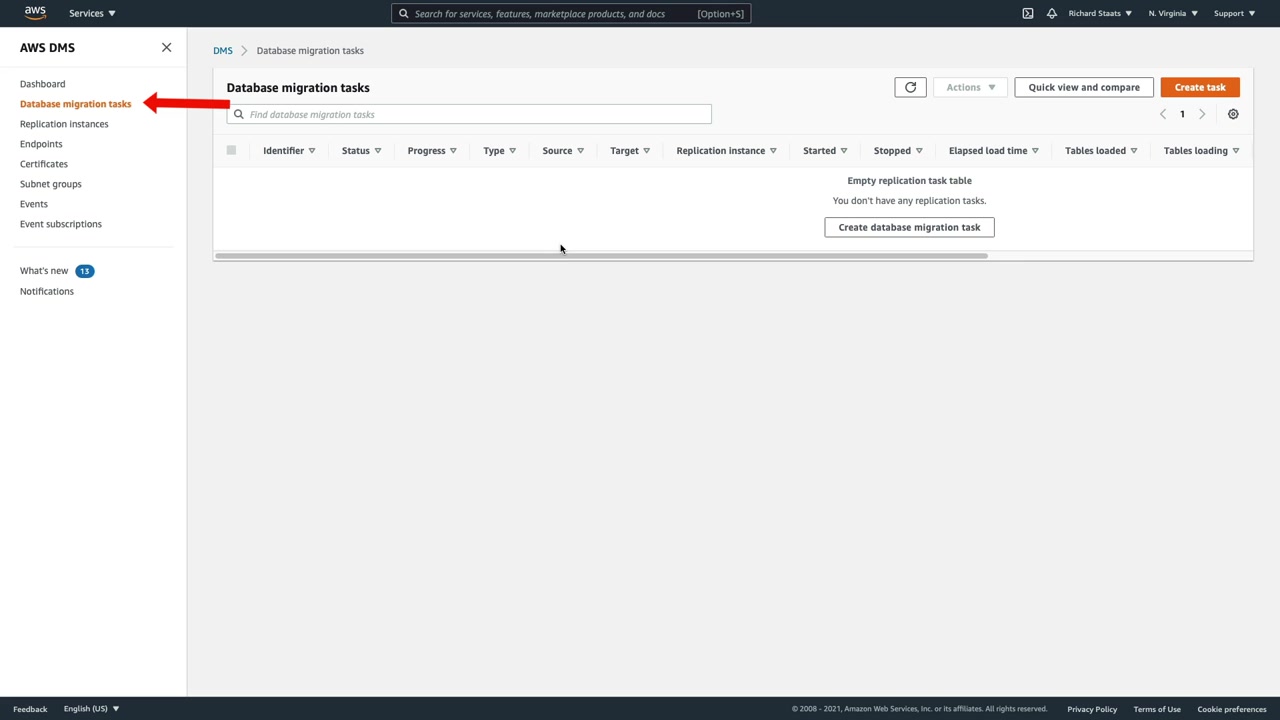 aws Services Search for services, features, marketplace products, and docs [Option+S] Richard Staats N. Virginia Support
AWS DMS
Dashboard
Database migration tasks
Replication instances
Endpoints
Certificates
Subnet groups
Events
Event subscriptions
What's new 13
Notifications
DMS Database migration tasks
Database migration tasks Actions Quick view and compare Create task
Find database migration tasks 1
Identifier Status Progress Type Source Target Replication instance Started Stopped Elapsed load time Tables loaded Tables loading
Empty replication task table
You don't have any replication tasks.
Create database migration task
Feedback English (US) © 2008 - 2021, Amazon Web Services, Inc. or its affiliates. All rights reserved. Privacy Policy Terms of Use Cookie preferences